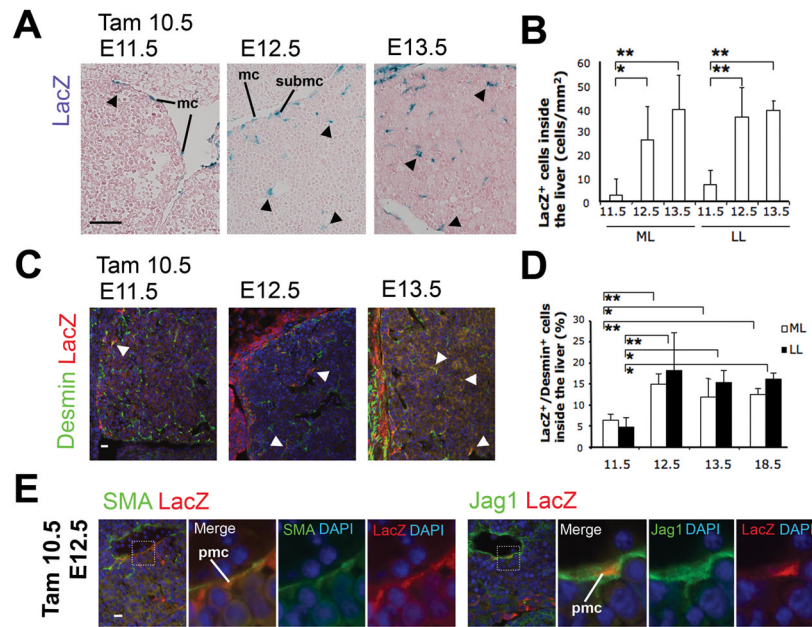 A
Tam 10.5
E11.5
E12.5
E13.5
LacZ
mc
mc
submc
B
LacZ+ cells inside
the liver (cells/mm²)
60
50
40
30
20
10
0
**
*
**
**
11.5 12.5 13.5 11.5 12.5 13.5
ML LL
C
Tam 10.5
E11.5
E12.5
E13.5
Desmin LacZ
D
LacZ+/Desmin+ cells
inside the liver (%)
30
25
20
15
10
5
0
**
*
**
**
*
*
ML
LL
11.5 12.5 13.5 18.5
E
Tam 10.5
E12.5
SMA LacZ
Merge
pmc
SMA DAPI
LacZ DAPI
Jag1 LacZ
Merge
pmc
Jag1 DAPI
LacZ DAPI